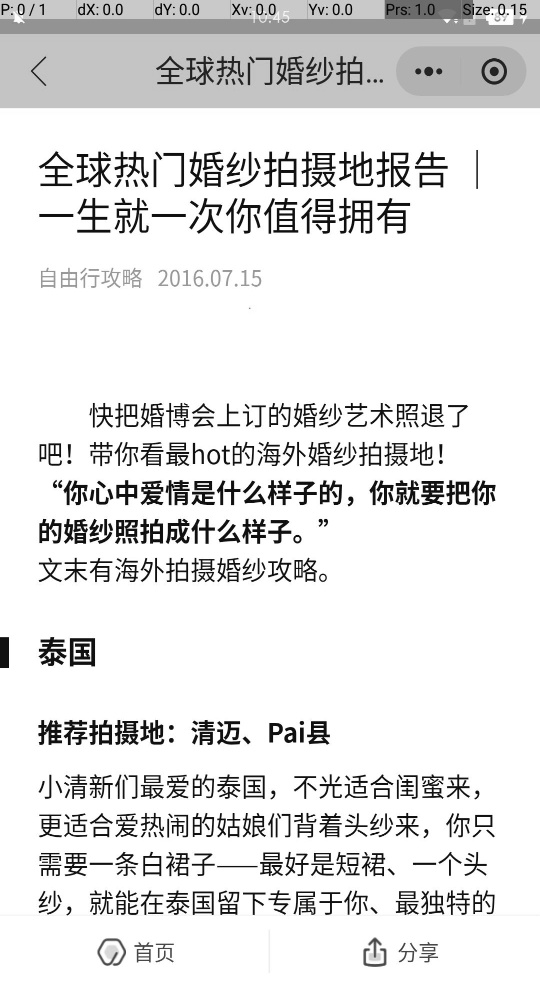 P: 0 / 1 dX: 0.0 dY: 0.0 Xv: 0.0 Yv: 0.0 Prs: 1.0 Size: 0.15
10:45
全球热门婚纱拍...
全球热门婚纱拍摄地报告 ｜
一生就一次你值得拥有
自由行攻略 2016.07.15
快把婚博会上订的婚纱艺术照退了
吧！带你看最hot的海外婚纱拍摄地！
“你心中爱情是什么样子的，你就要把你
的婚纱照拍成什么样子。”
文末有海外拍摄婚纱攻略。
泰国
推荐拍摄地：清迈、Pai县
小清新们最爱的泰国，不光适合闺蜜来，
更适合爱热闹的姑娘们背着头纱来，你只
需要一条白裙子——最好是短裙、一个头
纱，就能在泰国留下专属于你、最独特的
首页 分享